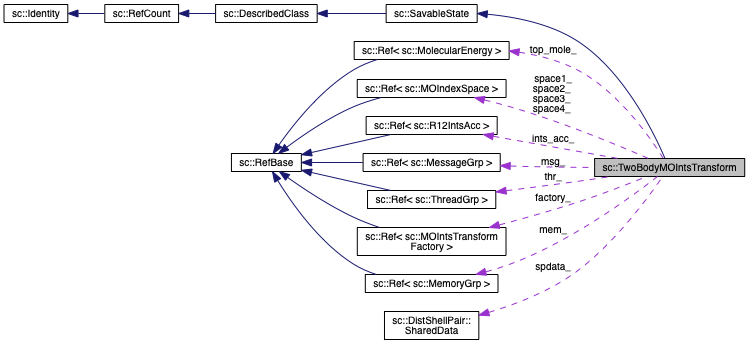 sc::Identity
sc::RefCount
sc::DescribedClass
sc::SavableState
sc::Ref< sc::MolecularEnergy >
top_mole_
sc::Ref< sc::MOIndexSpace >
space1_
space2_
space3_
space4_
sc::Ref< sc::R12IntsAcc >
ints_acc_
sc::RefBase
sc::Ref< sc::MessageGrp >
msg_
sc::TwoBodyMOIntsTransform
thr_
sc::Ref< sc::ThreadGrp >
factory_
sc::Ref< sc::MOIntsTransform
Factory >
mem_
sc::Ref< sc::MemoryGrp >
spdata_
sc::DistShellPair::
SharedData